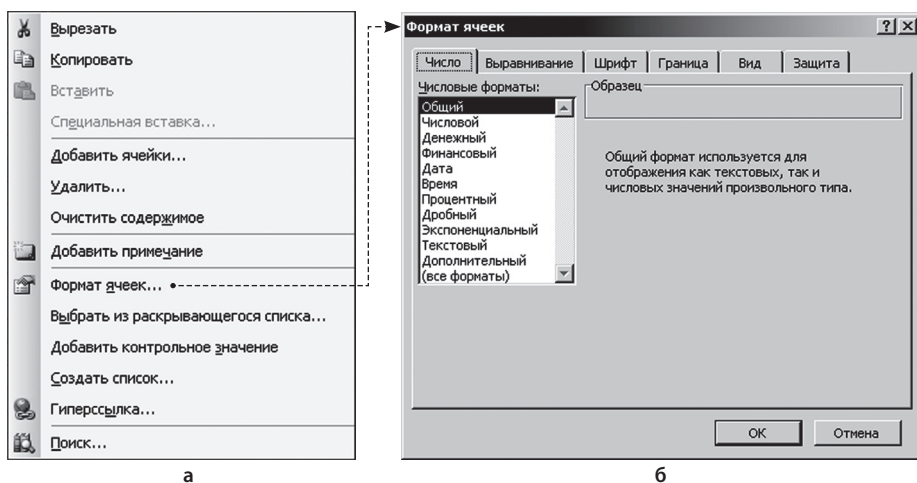 Вырезать
Копировать
Вставить
Специальная вставка...
Добавить ячейки...
Удалить...
Очистить содержимое
Добавить примечание
Формат ячеек...
Выбрать из раскрывающегося списка...
Добавить контрольное значение
Создать список...
Гиперссылка...
Поиск...
а
Формат ячеек
Число Выравнивание Шрифт Граница Вид Защита
Числовые форматы:
Общий
Числовой
Денежный
Финансовый
Дата
Время
Процентный
Дробный
Экспоненциальный
Текстовый
Дополнительный
(все форматы)
Образец
Общий формат используется для
отображения как текстовых, так и
числовых значений произвольного типа.
ОК Отмена
б